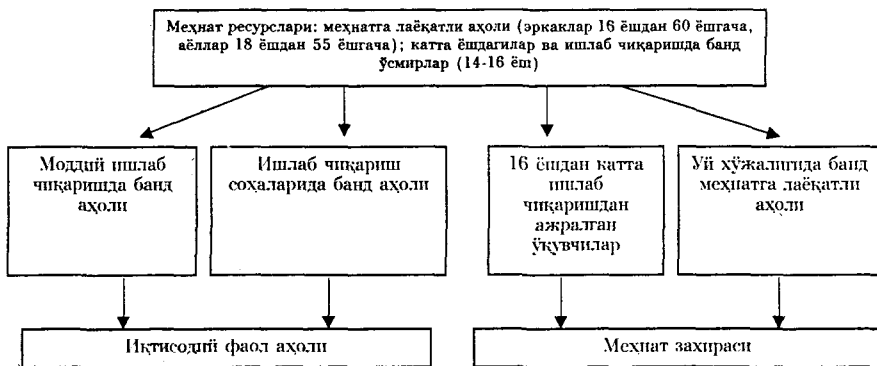 Меҳнат ресурслари: меҳнатга лаёқатли аҳоли (эркаклар 16 ёшдан 60 ёшгача,
аёллар 18 ёшдан 55 ёшгача); катта ёшдагилар ва ишлаб чиқаришда банд
ўсмирлар (14-16 ёш)
Моддий ишлаб
чиқаришда банд
аҳоли
Ишлаб чиқариш
соҳаларида банд аҳоли
16 ёшдан катта
ишлаб
чиқаришдан
ажралган
ўқувчилар
Уй хўжалигида банд
меҳнатга лаёқатли
аҳоли
Иқтисодий фаол аҳоли
Меҳнат захираси